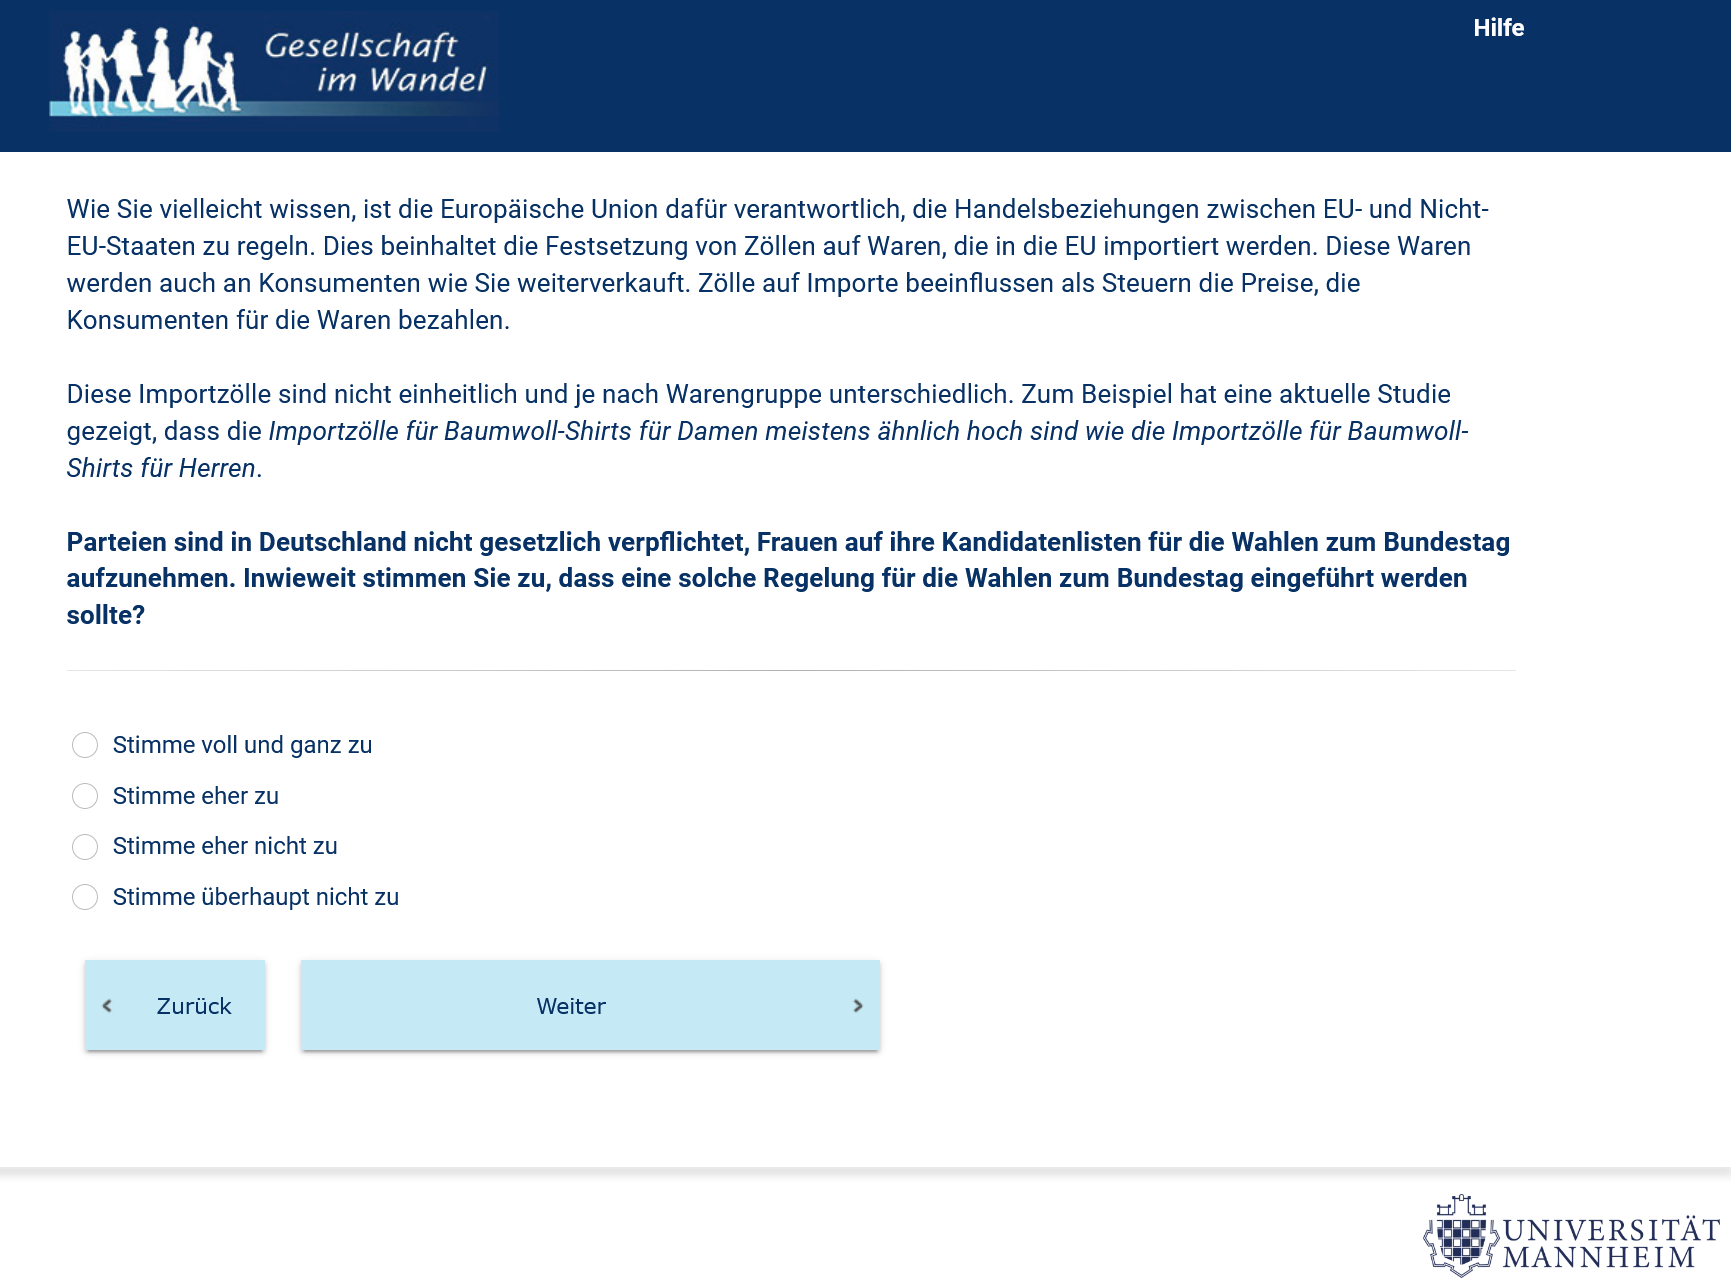 Gesellschaft
im Wandel
Hilfe
Wie Sie vielleicht wissen, ist die Europäische Union dafür verantwortlich, die Handelsbeziehungen zwischen EU- und Nicht-
EU-Staaten zu regeln. Dies beinhaltet die Festsetzung von Zöllen auf Waren, die in die EU importiert werden. Diese Waren
werden auch an Konsumenten wie Sie weiterverkauft. Zölle auf Importe beeinflussen als Steuern die Preise, die
Konsumenten für die Waren bezahlen.
Diese Importzölle sind nicht einheitlich und je nach Warengruppe unterschiedlich. Zum Beispiel hat eine aktuelle Studie
gezeigt, dass die Importzölle für Baumwoll-Shirts für Damen meistens ähnlich hoch sind wie die Importzölle für Baumwoll-
Shirts für Herren.
Parteien sind in Deutschland nicht gesetzlich verpflichtet, Frauen auf ihre Kandidatenlisten für die Wahlen zum Bundestag
aufzunehmen. Inwieweit stimmen Sie zu, dass eine solche Regelung für die Wahlen zum Bundestag eingeführt werden
sollte?
Stimme voll und ganz zu
Stimme eher zu
Stimme eher nicht zu
Stimme überhaupt nicht zu
Zurück
Weiter
UNIVERSITÄT
MANNHEIM